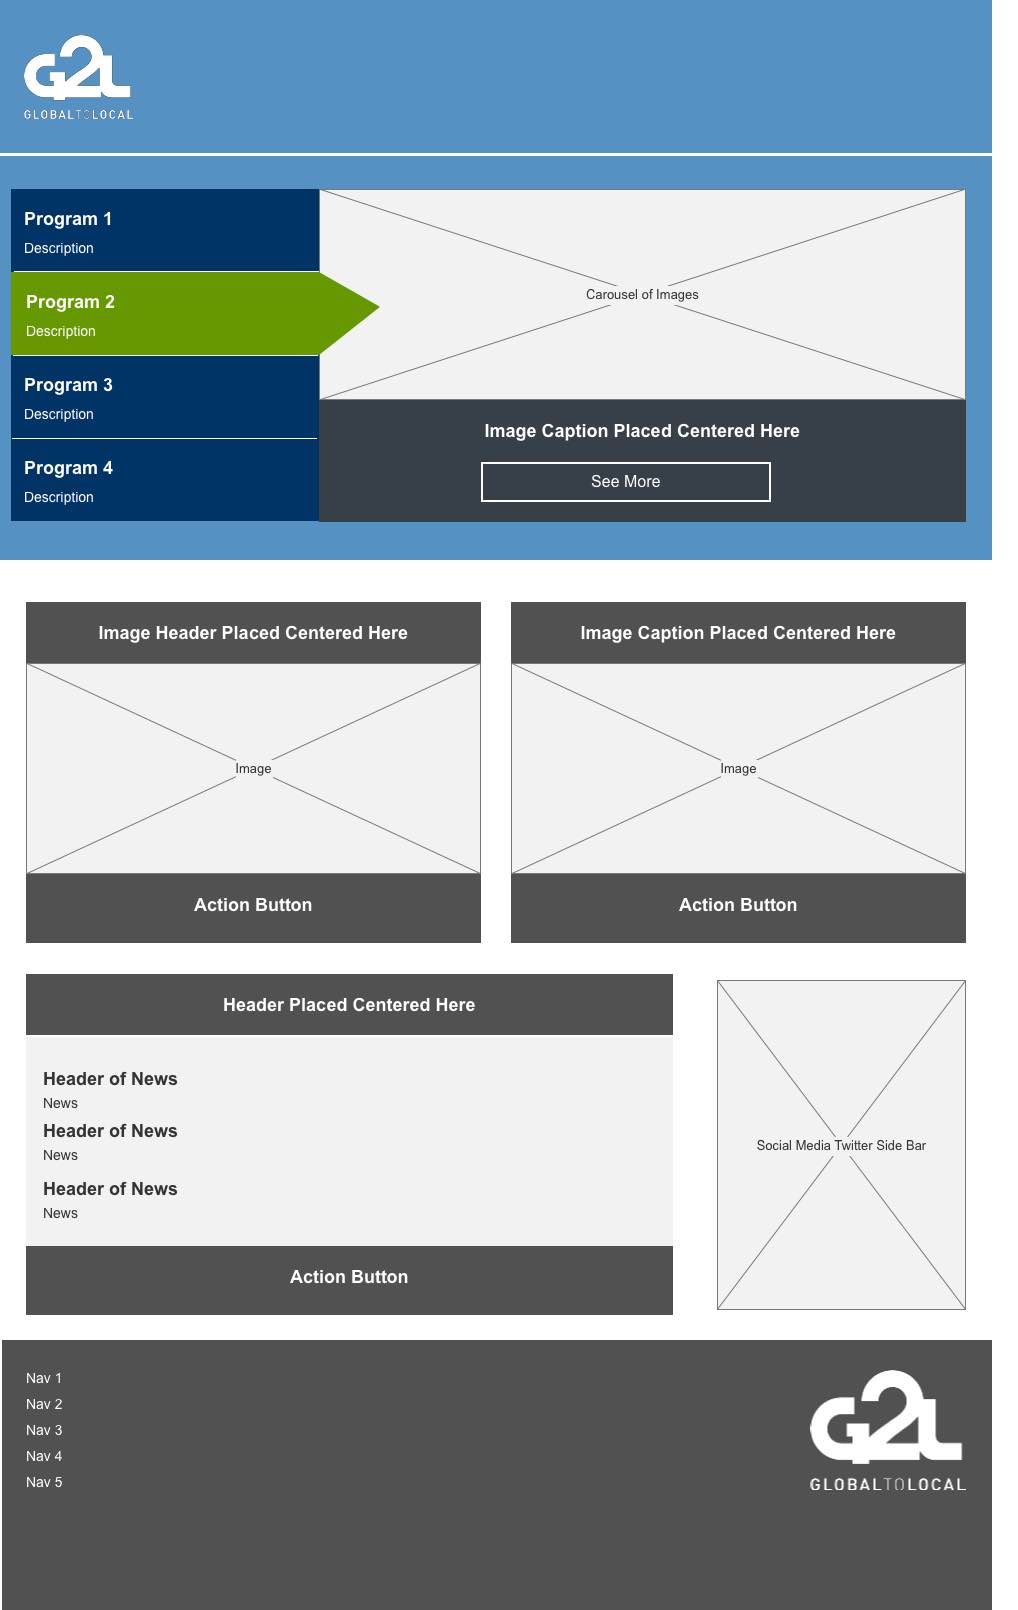 G2L
GLOBALTOLOCAL
Program 1
Description
Program 2
Description
Program 3
Description
Program 4
Description
Carousel of Images
Image Caption Placed Centered Here
See More
Image Header Placed Centered Here
Image
Action Button
Image Caption Placed Centered Here
Image
Action Button
Header Placed Centered Here
Header of News
News
Header of News
News
Header of News
News
Action Button
Social Media Twitter Side Bar
Nav 1
Nav 2
Nav 3
Nav 4
Nav 5
G2L
GLOBALTOLOCAL